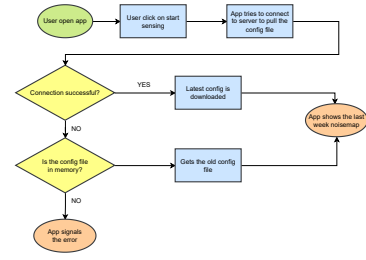 User open app
User click on start
sensing
App tries to connect
to server to pull the
config file
Connection successful?
YES
Latest config is
downloaded
App shows the last
week noisemap
NO
Is the config file
in memory?
Gets the old config
file
NO
App signals
the error